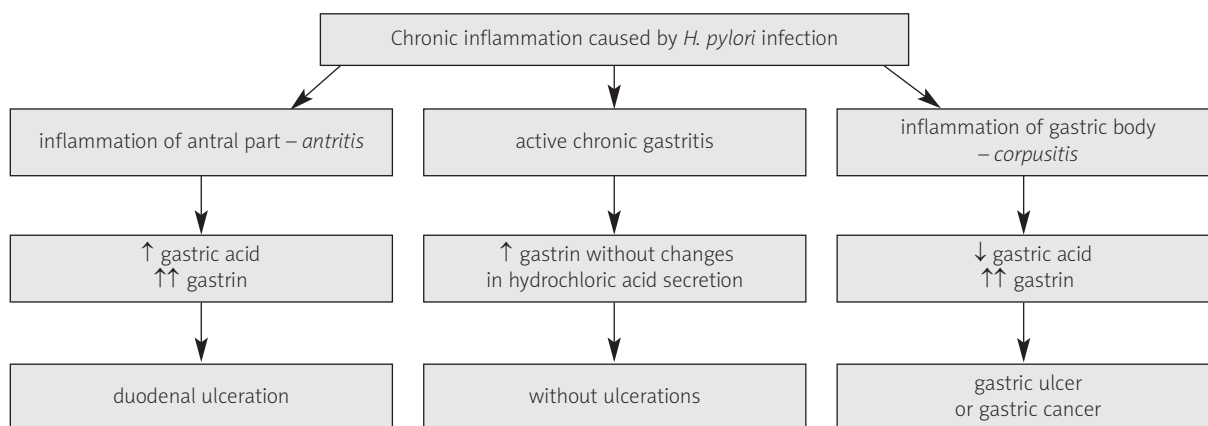 Chronic inflammation caused by H. pylori infection
inflammation of antral part – antritis
active chronic gastritis
inflammation of gastric body
– corpusitis
↑ gastric acid
↑↑ gastrin
↑ gastrin without changes
in hydrochloric acid secretion
↓ gastric acid
↑↑ gastrin
duodenal ulceration
without ulcerations
gastric ulcer
or gastric cancer